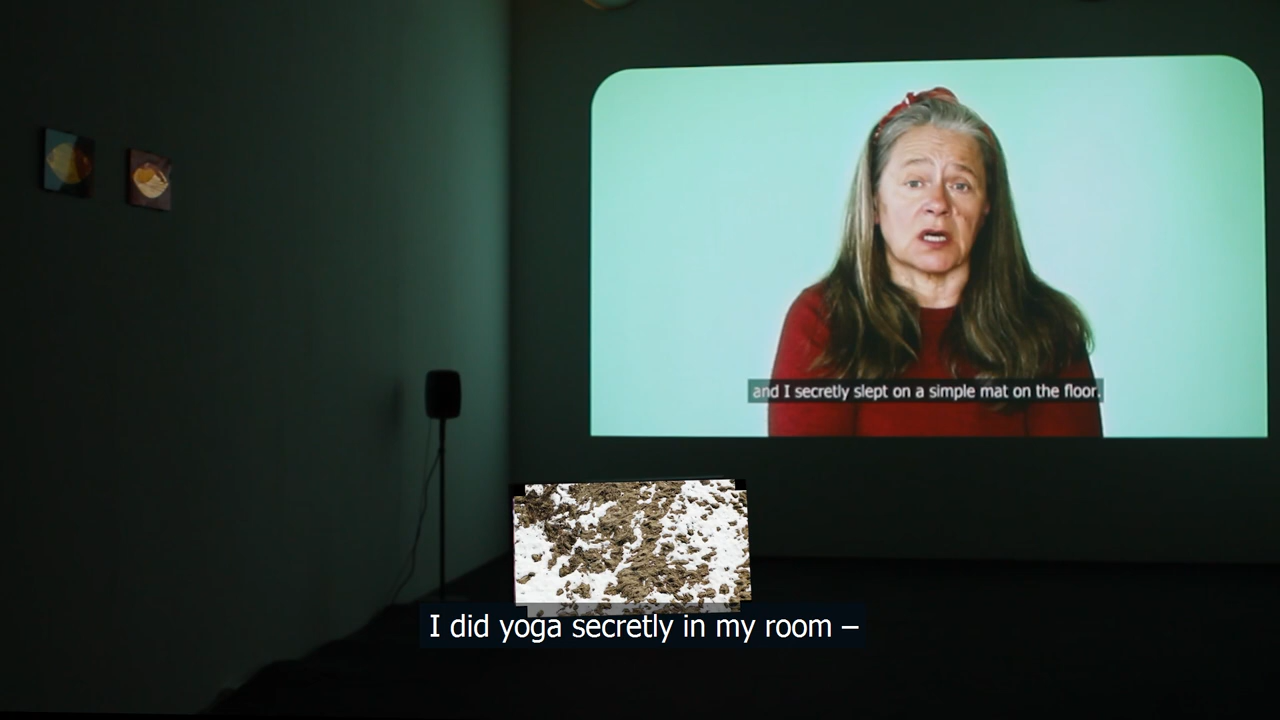 and I secretly slept on a simple mat on the floor.
I did yoga secretly in my room –